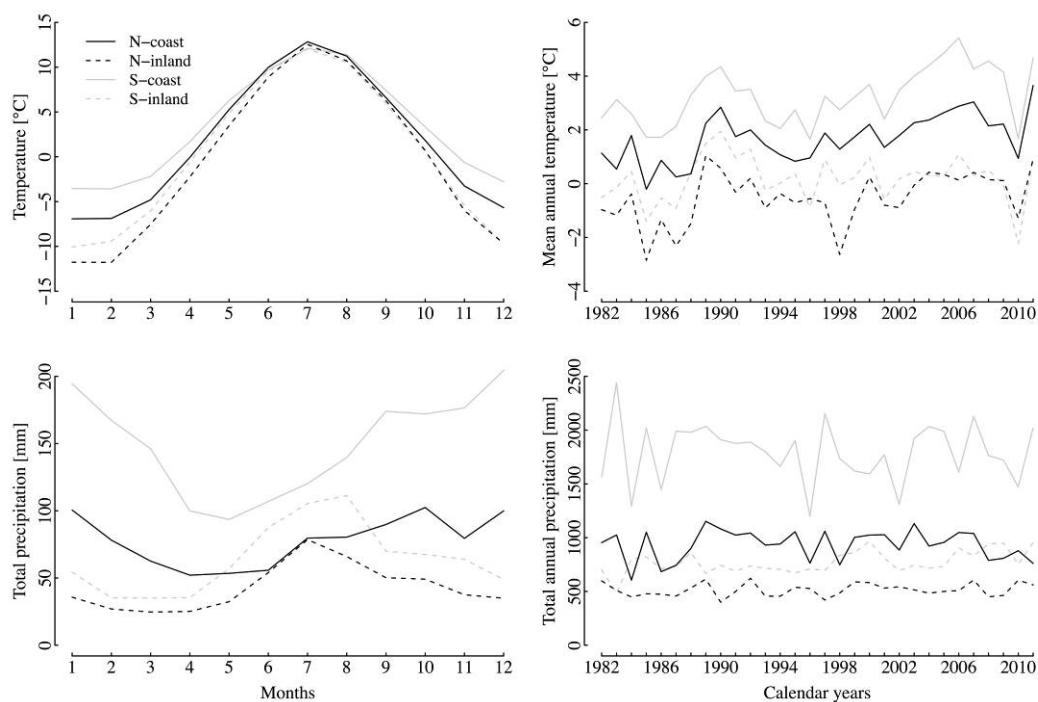 Temperature [°C]
−15
−10
−5
0
5
10
15
N−coast
N−inland
S−coast
S−inland
1 2 3 4 5 6 7 8 9 10 11 12
Mean annual temperature [°C]
−4
−2
0
2
4
6
1982 1986 1990 1994 1998 2002 2006 2010
Total precipitation [mm]
0
50
100
150
200
1 2 3 4 5 6 7 8 9 10 11 12
Months
Total annual precipitation [mm]
0
500
1000
1500
2000
2500
1982 1986 1990 1994 1998 2002 2006 2010
Calendar years